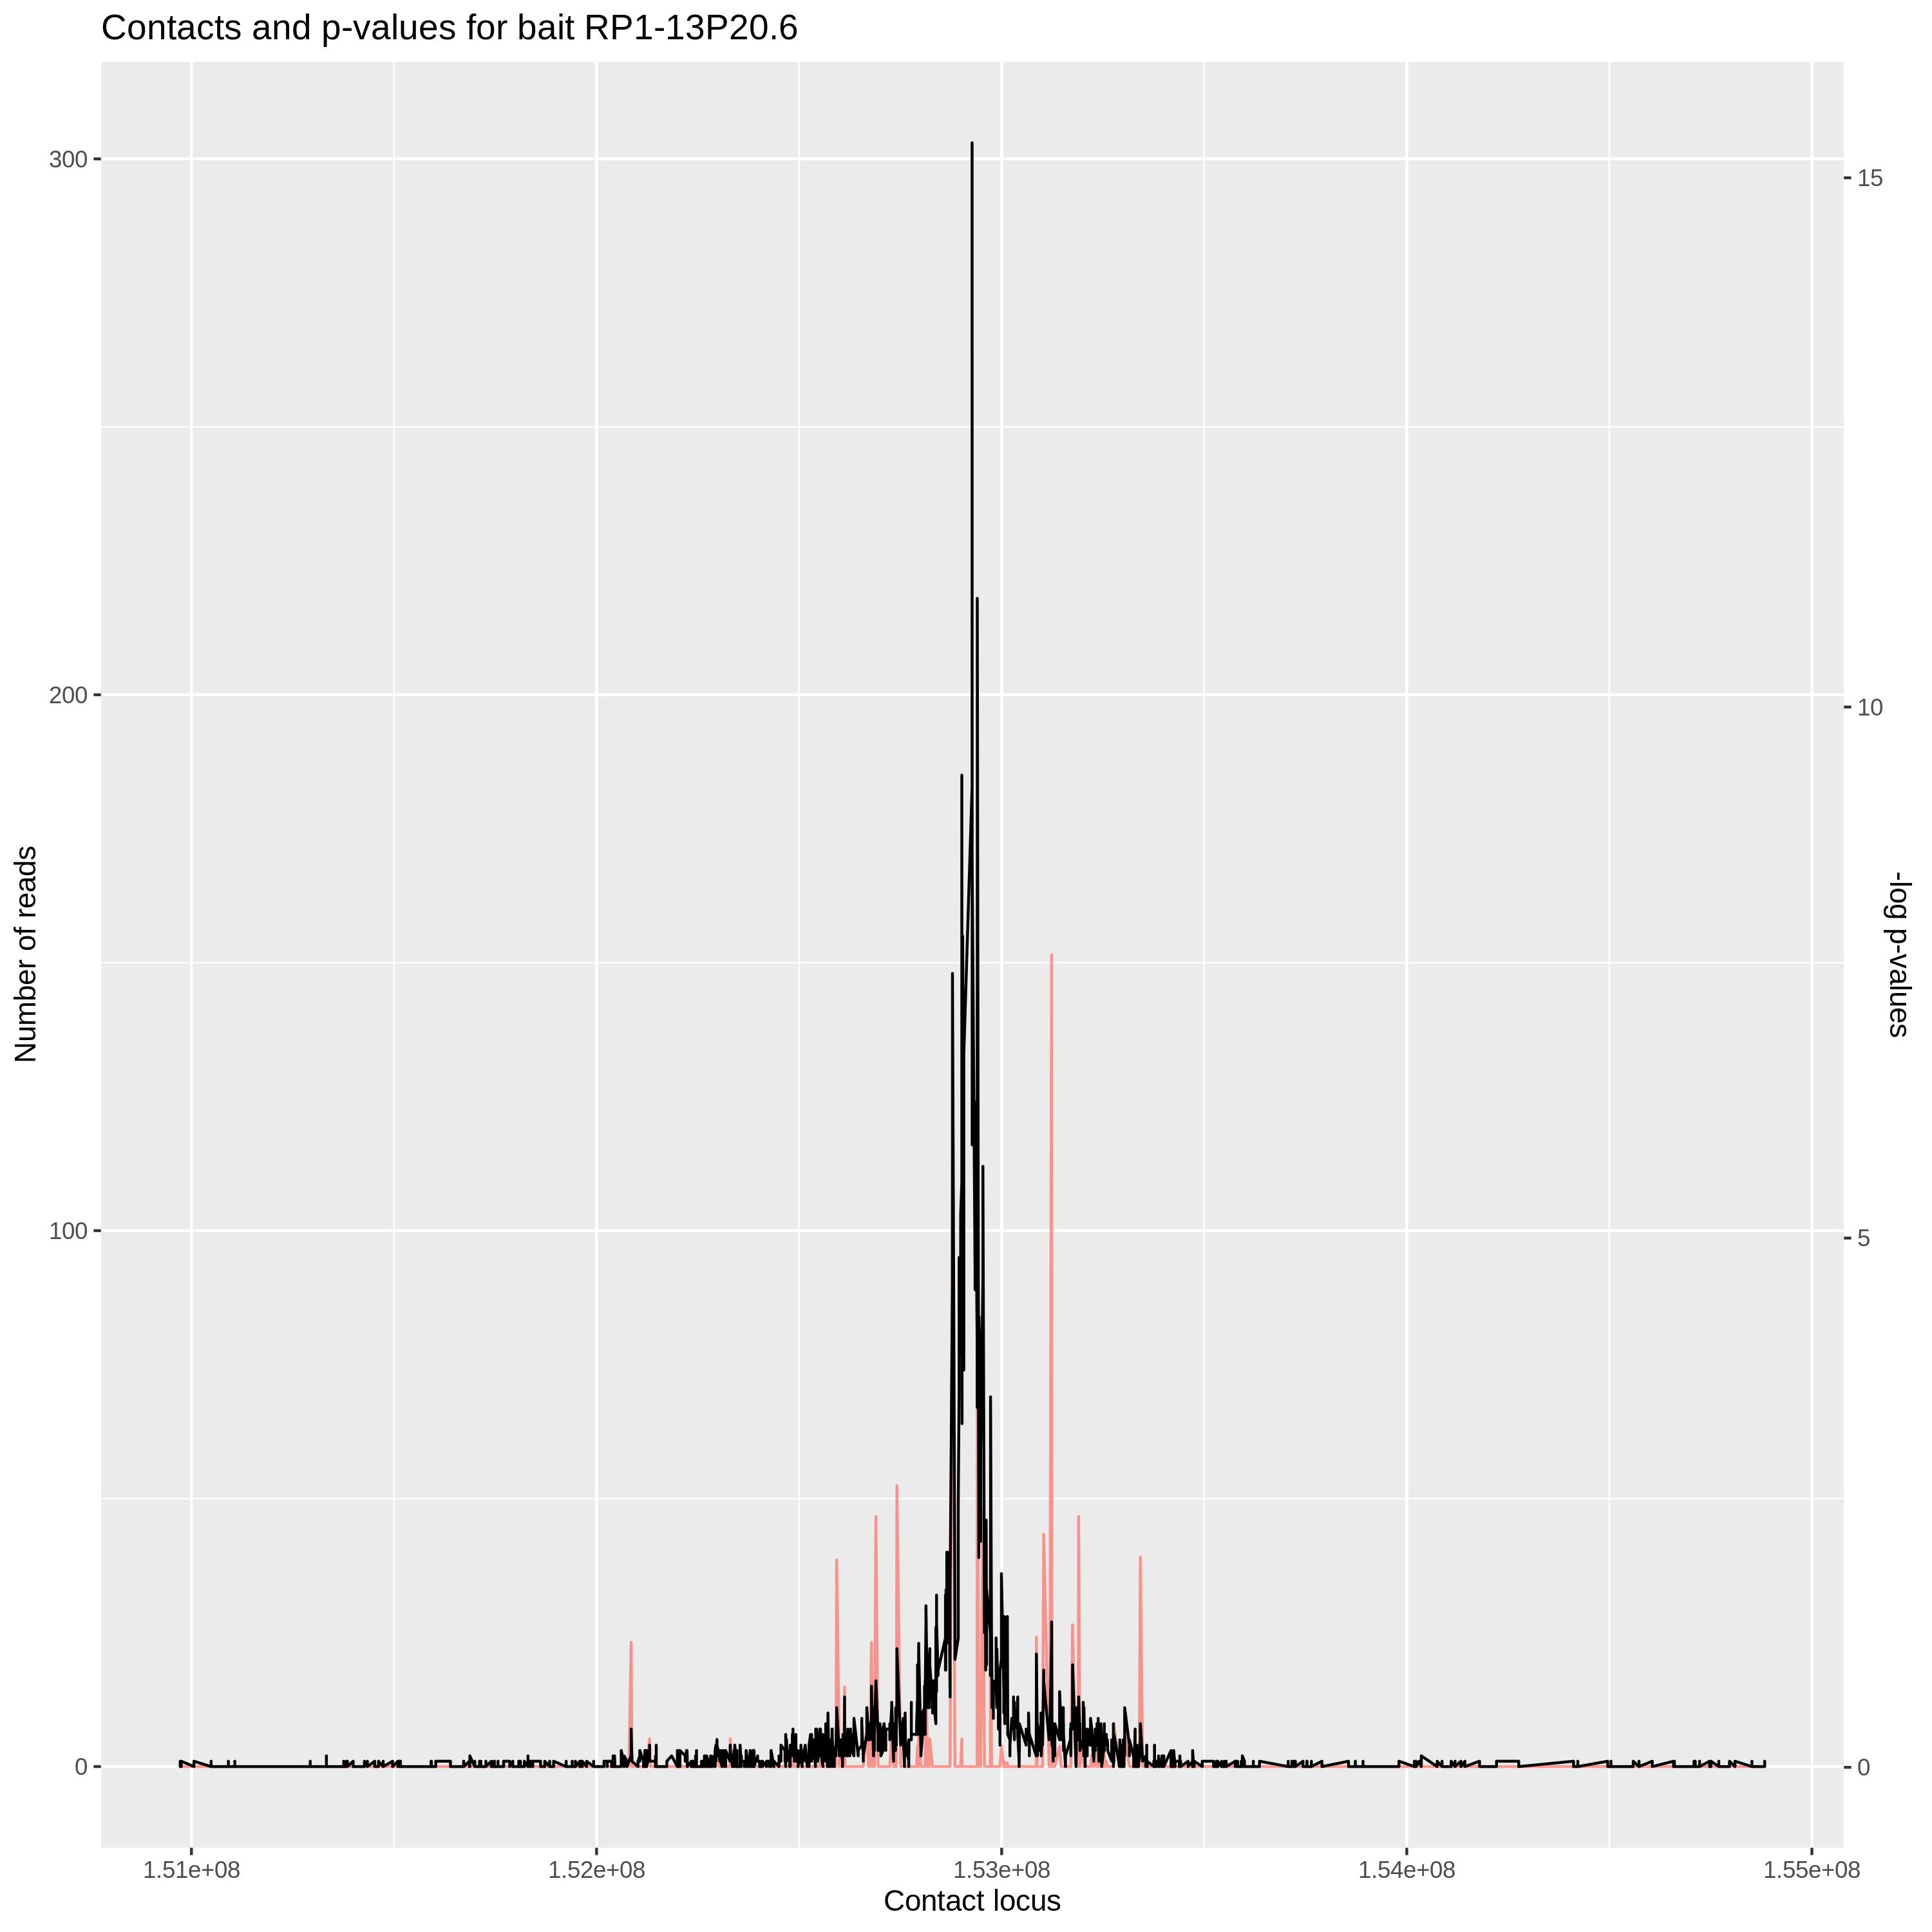 Contacts and p-values for bait RP1-13P20.6
300
200
100
0
Number of reads
15
10
5
0
-log p-values
1.51e+08
1.52e+08
1.53e+08
1.54e+08
1.55e+08
Contact locus